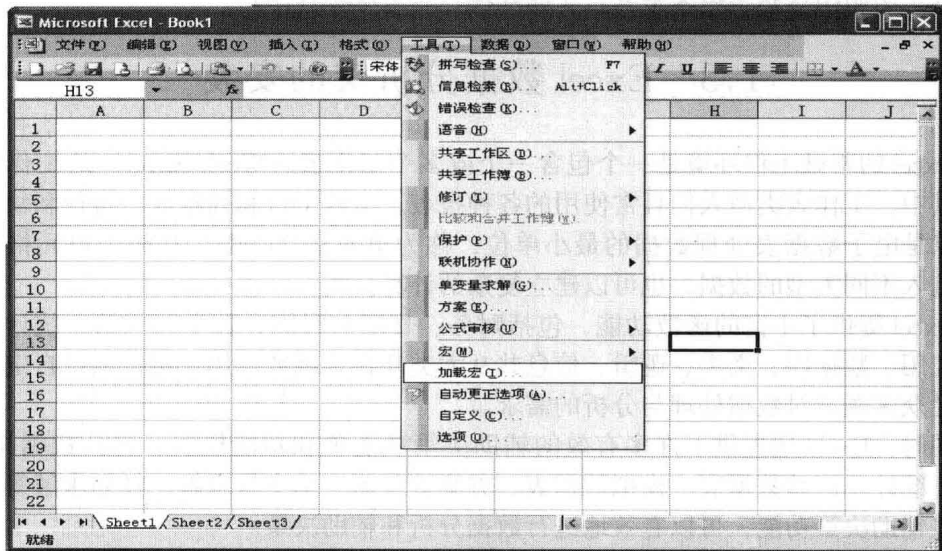 Microsoft Excel - Book1
文件(F) 编辑(E) 视图(V) 插入(I) 格式(O) 工具(T) 数据(D) 窗口(W) 帮助(H)
宋体 I U A
H13 fx
A B C D H I J
拼写检查(S)... F7
信息检索(R)... Alt+Click
错误检查(K)...
语音(H)
共享工作区(D)...
共享工作簿(B)...
修订(T)
比较和合并工作簿(W)...
保护(P)
联机协作(N)
单变量求解(G)...
方案(E)...
公式审核(U)
宏(M)
加载宏(I)...
自动更正选项(A)...
自定义(C)...
选项(O)...
1
2
3
4
5
6
7
8
9
10
11
12
13
14
15
16
17
18
19
20
21
22
Sheet1 Sheet2 Sheet3
就绪